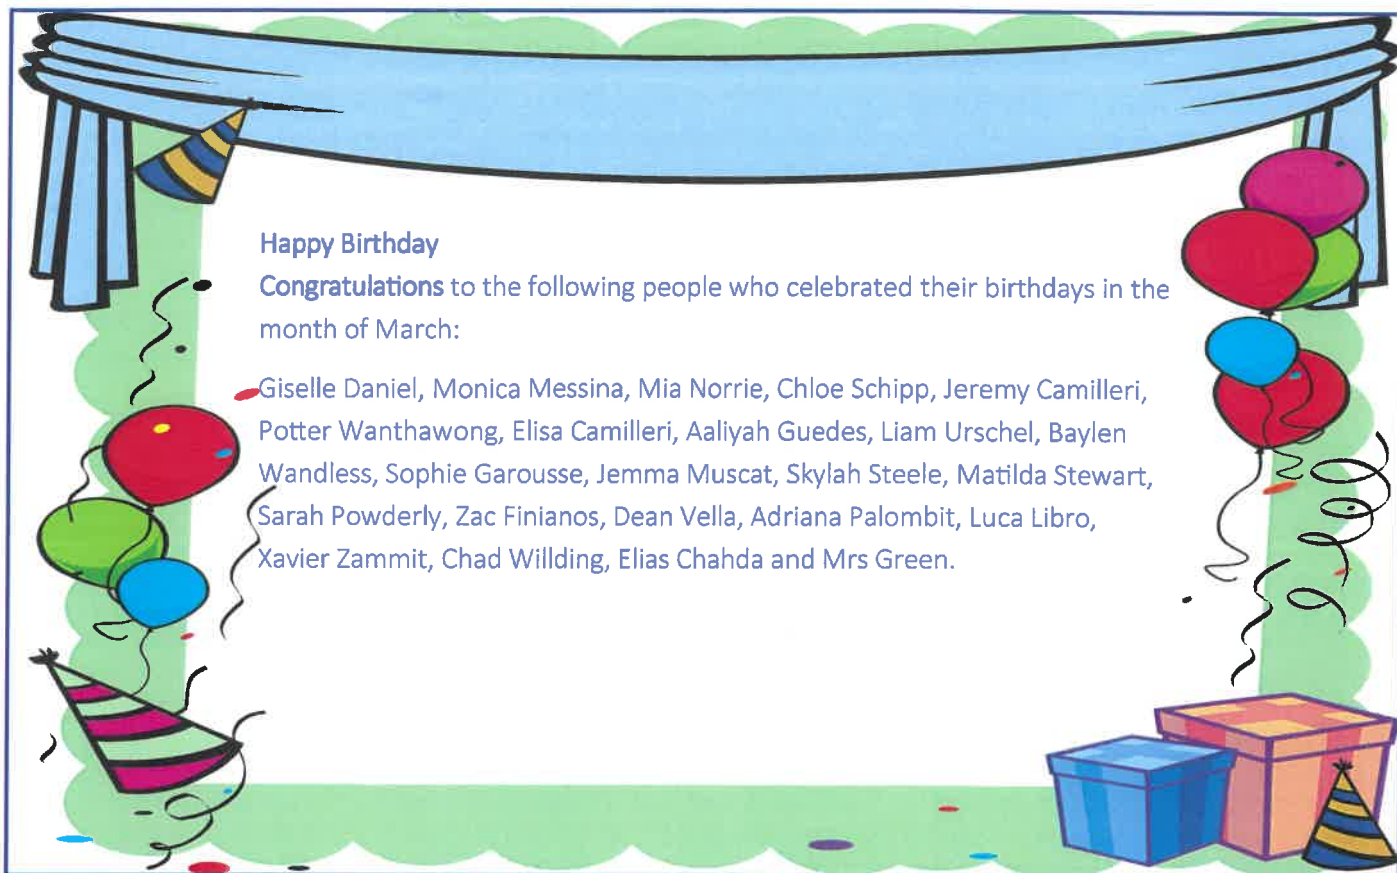 Happy Birthday
Congratulations to the following people who celebrated their birthdays in the
month of March:
Giselle Daniel, Monica Messina, Mia Norrie, Chloe Schipp, Jeremy Camilleri,
Potter Wanthawong, Elisa Camilleri, Aaliyah Guedes, Liam Urschel, Baylen
Wandless, Sophie Garousse, Jemma Muscat, Skylah Steele, Matilda Stewart,
Sarah Powderly, Zac Finianos, Dean Vella, Adriana Palombit, Luca Libro,
Xavier Zammit, Chad Willding, Elias Chahda and Mrs Green.